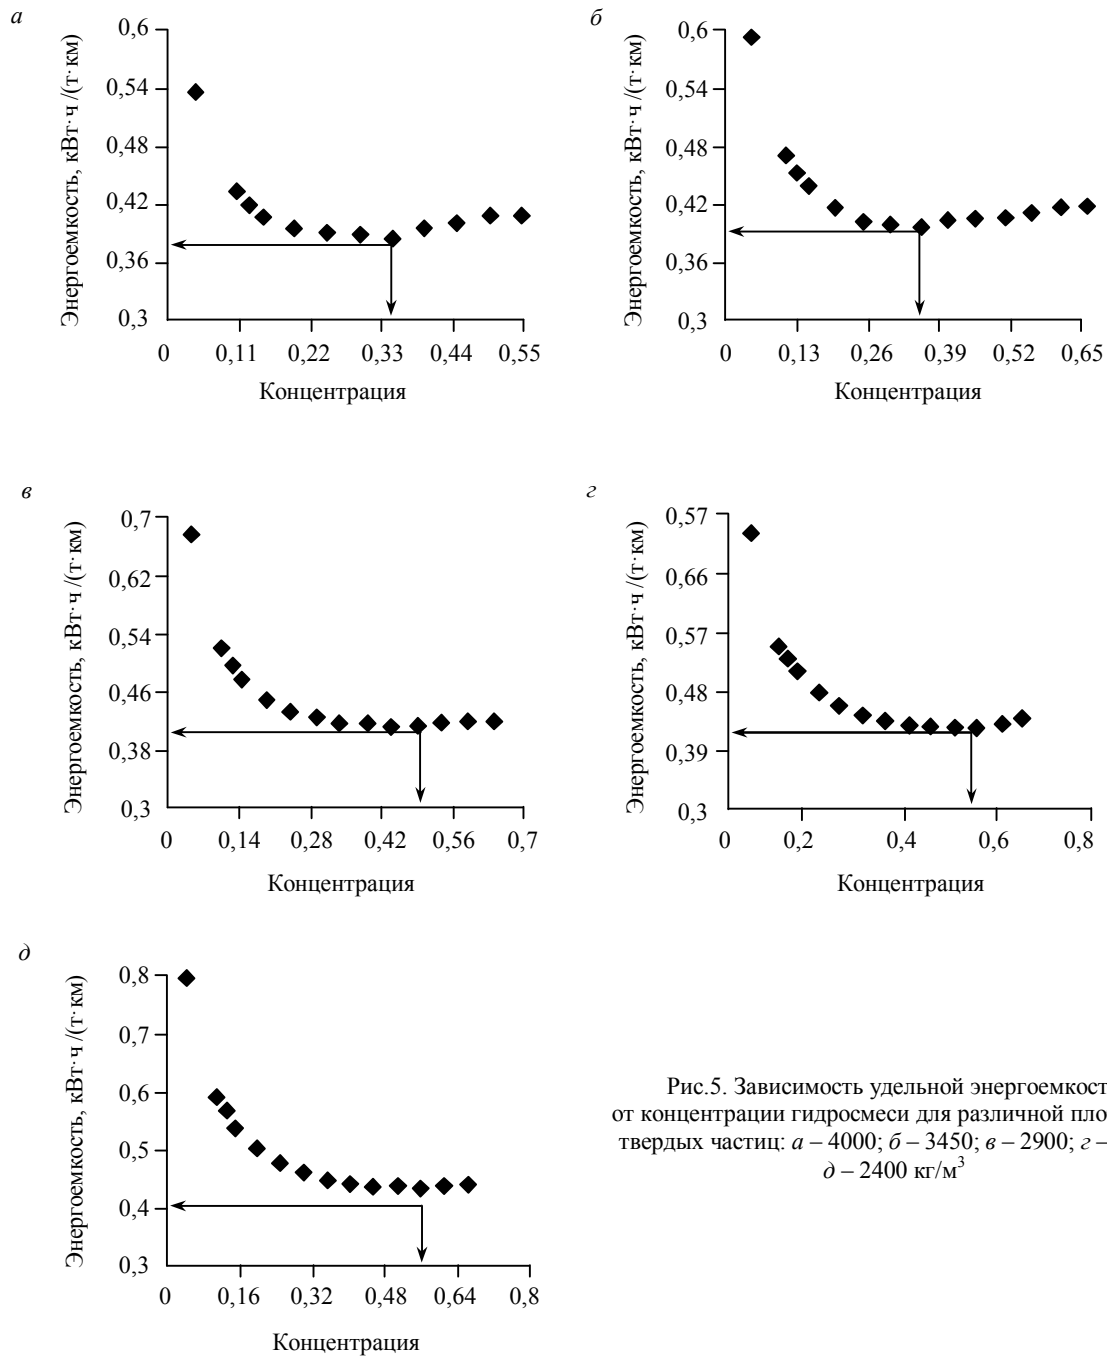 а
Энергоемкость, кВт·ч /(т·км)
0,6
0,54
0,48
0,42
0,36
0,3
0 0,11 0,22 0,33 0,44 0,55
Концентрация
б
Энергоемкость, кВт·ч /(т·км)
0,6
0,54
0,48
0,42
0,36
0,3
0 0,13 0,26 0,39 0,52 0,65
Концентрация
в
Энергоемкость, кВт·ч /(т·км)
0,7
0,62
0,54
0,46
0,38
0,3
0 0,14 0,28 0,42 0,56 0,7
Концентрация
г
Энергоемкость, кВт·ч /(т·км)
0,57
0,66
0,57
0,48
0,39
0,3
0 0,2 0,4 0,6 0,8
Концентрация
д
Энергоемкость, кВт·ч /(т·км)
0,8
0,7
0,6
0,5
0,4
0,3
0 0,16 0,32 0,48 0,64 0,8
Концентрация
Рис.5. Зависимость удельной энергоемкост
от концентрации гидросмеси для различной пло
твердых частиц: а – 4000; б – 3450; в – 2900; г –
д – 2400 кг/м³